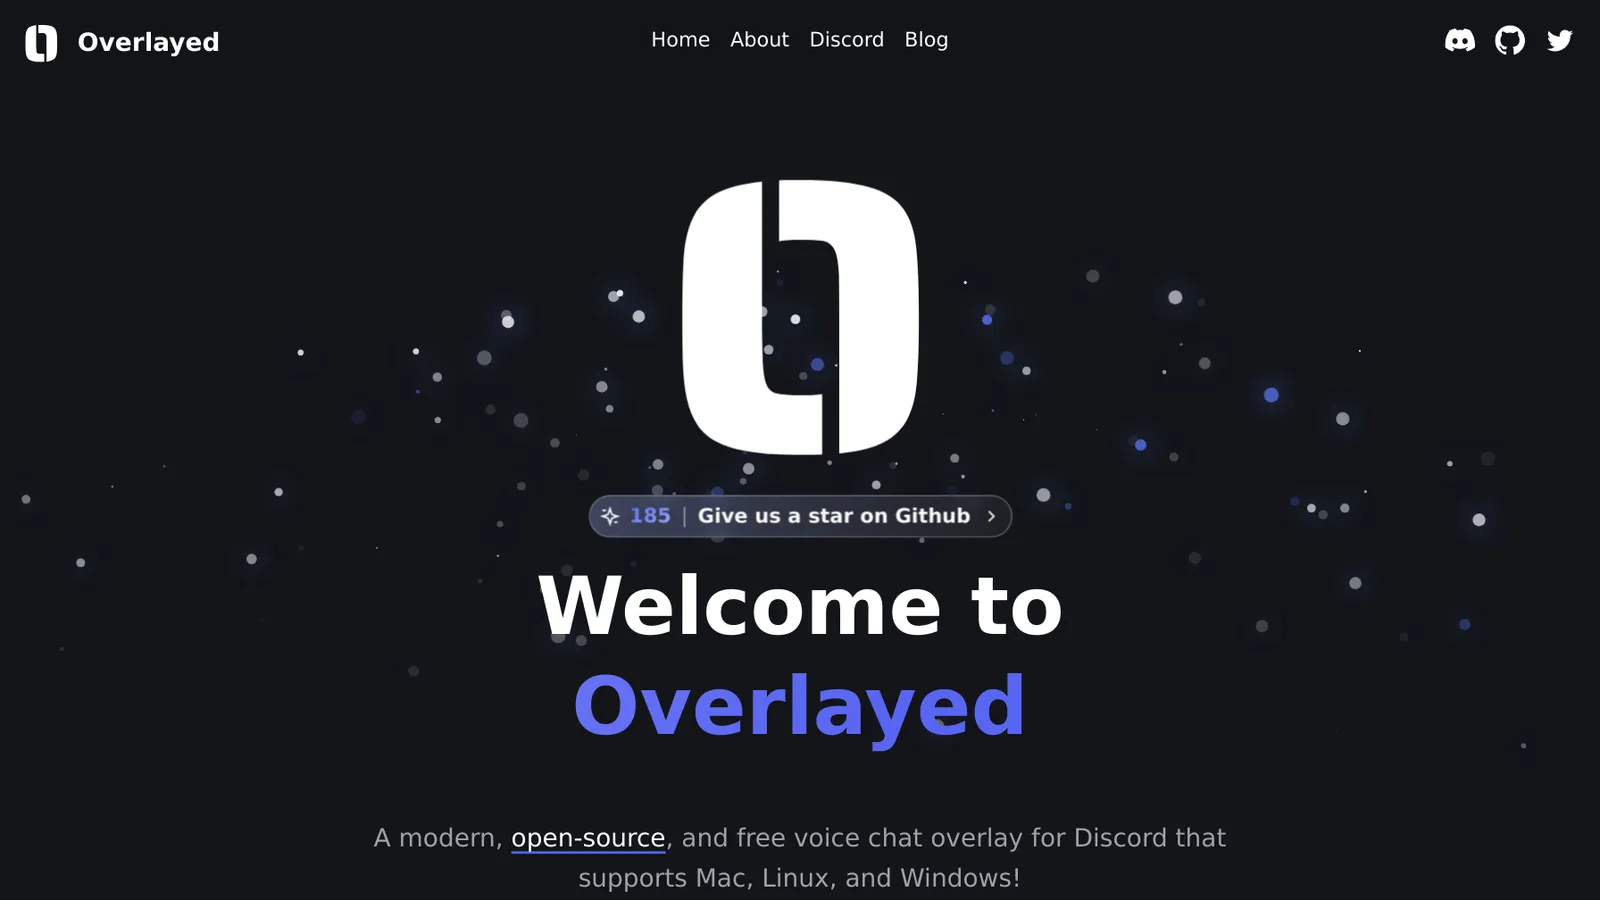 Overlayed
Home About Discord Blog
185 | Give us a star on Github
Welcome to
Overlayed
A modern, open-source, and free voice chat overlay for Discord that
supports Mac, Linux, and Windows!